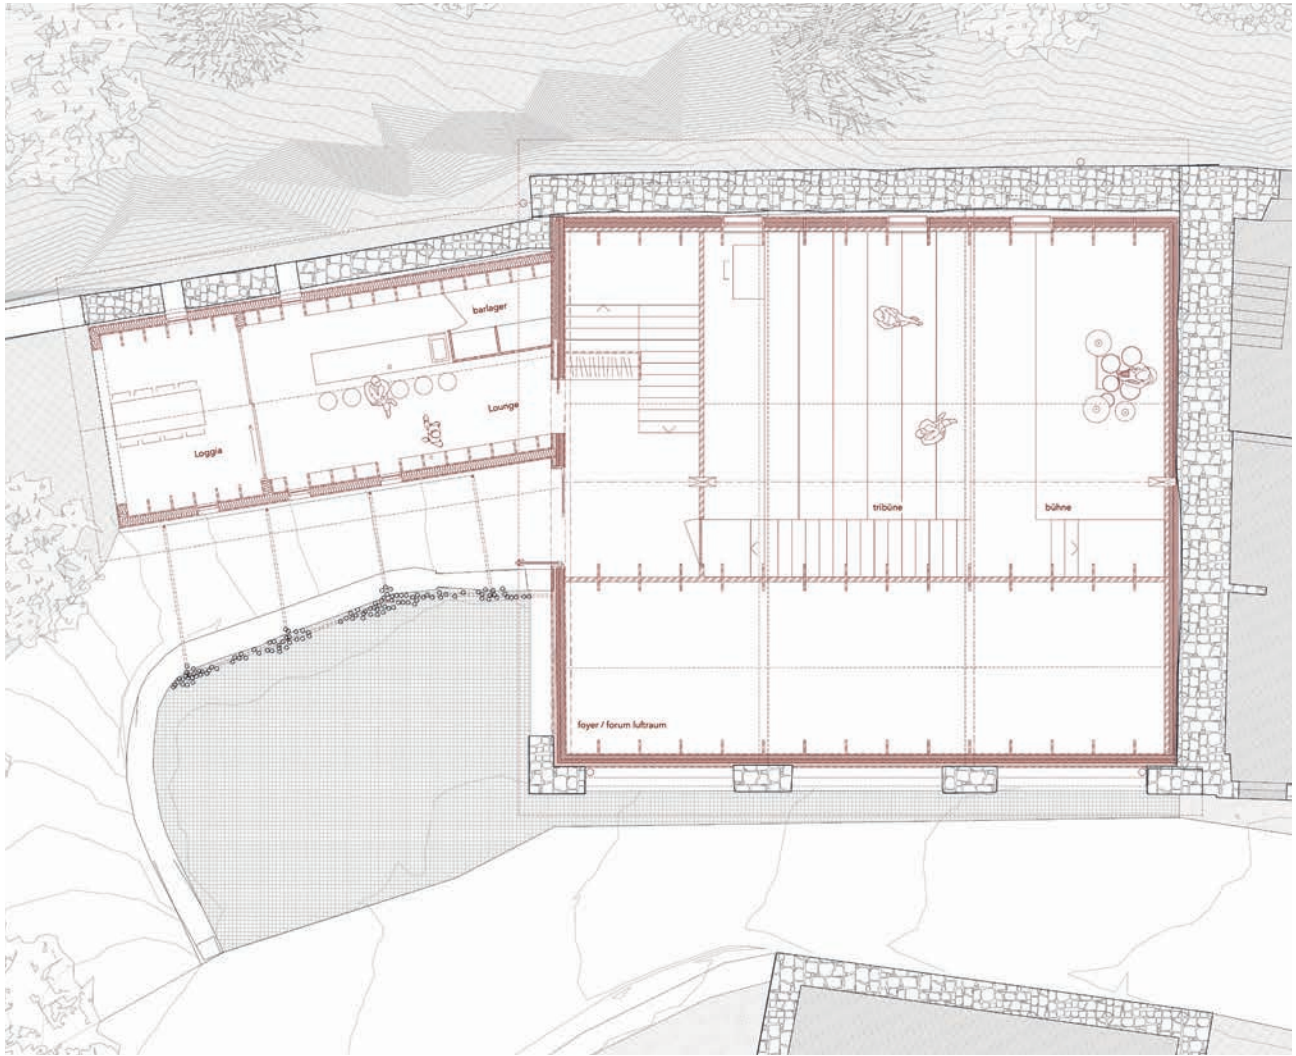 barlager
Lounge
Loggia
tribüne
bühne
foyer / forum luftraum